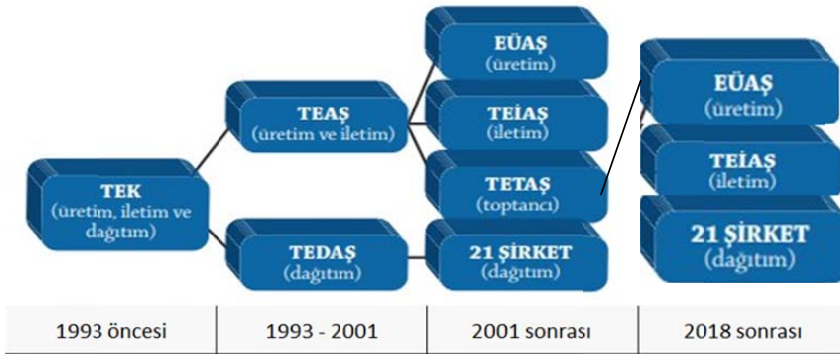 TEK
(üretim, iletim ve
dağıtım)
TEAŞ
(üretim ve iletim)
TEDAŞ
(dağıtım)
EÜAŞ
(üretim)
TEİAŞ
(iletim)
TETAŞ
(toptancı)
21 ŞİRKET
(dağıtım)
EÜAŞ
(üretim)
TEİAŞ
(iletim)
21 ŞİRKET
(dağıtım)
1993 öncesi
1993 - 2001
2001 sonrası
2018 sonrası